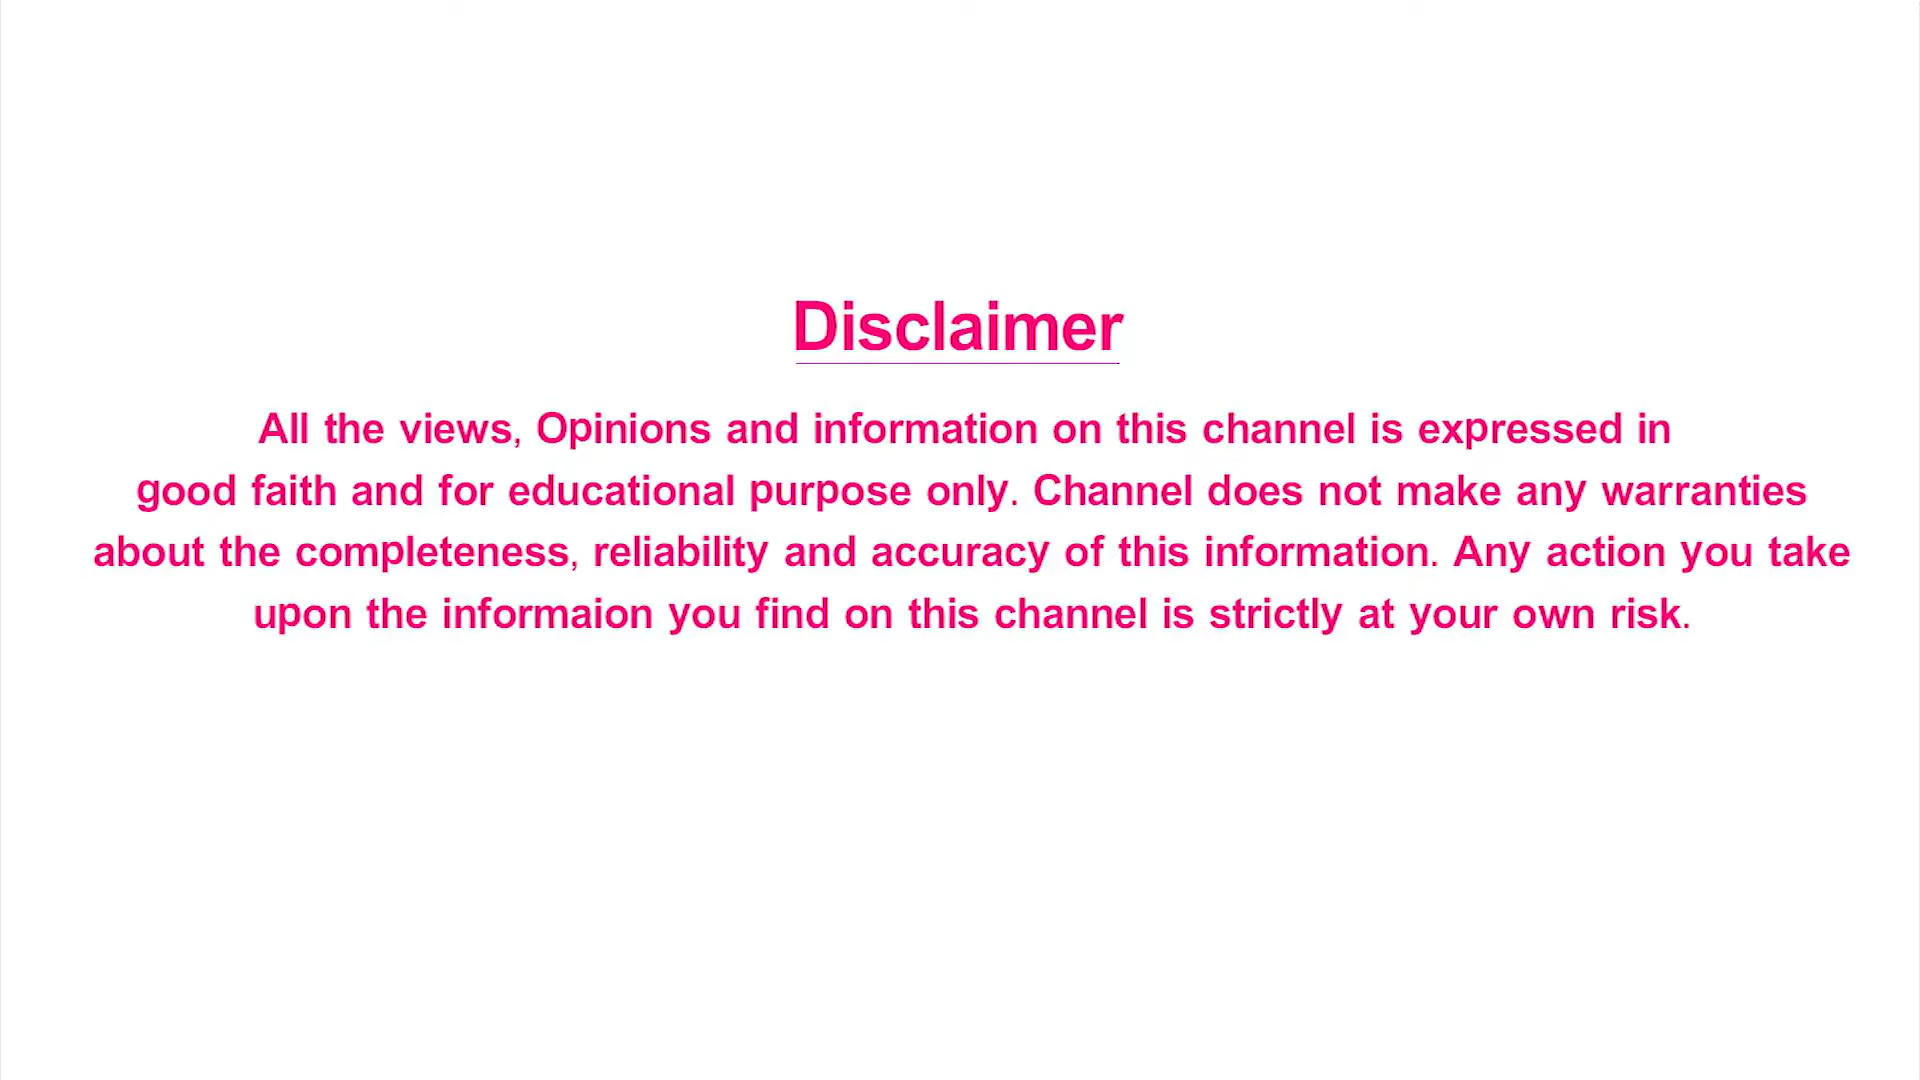 Disclaimer
All the views, Opinions and information on this channel is expressed in
good faith and for educational purpose only. Channel does not make any warranties
about the completeness, reliability and accuracy of this information. Any action you take
upon the informaion you find on this channel is strictly at your own risk.